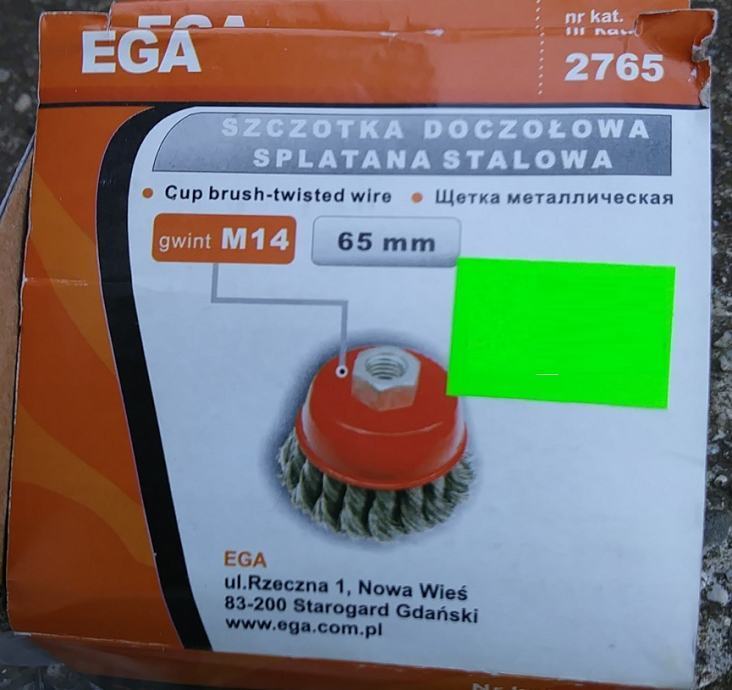 EGA
nr kat.
2765
SZCZOTKA DOCZOŁOWA
SPLATANA STALOWA
Cup brush-twisted wire
Щетка металлическая
gwint M14
65 mm
EGA
ul.Rzeczna 1, Nowa Wieś
83-200 Starogard Gdański
www.ega.com.pl